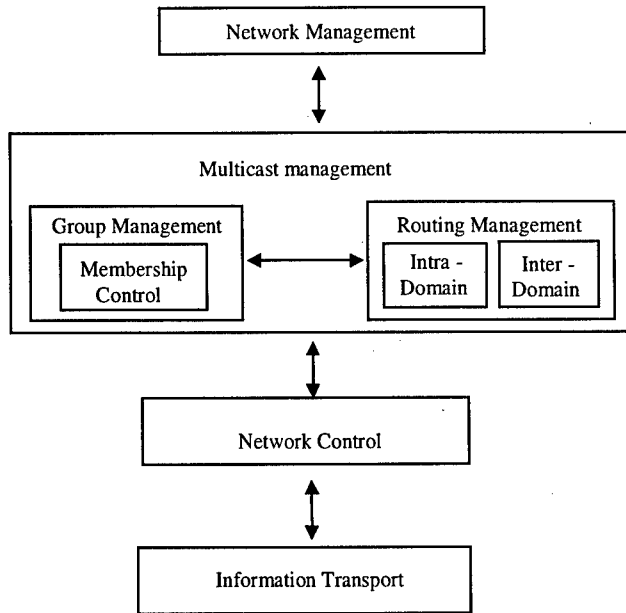 Network Management
Multicast management
Group Management
Membership
Control
Routing Management
Intra -
Domain
Inter -
Domain
Network Control
Information Transport